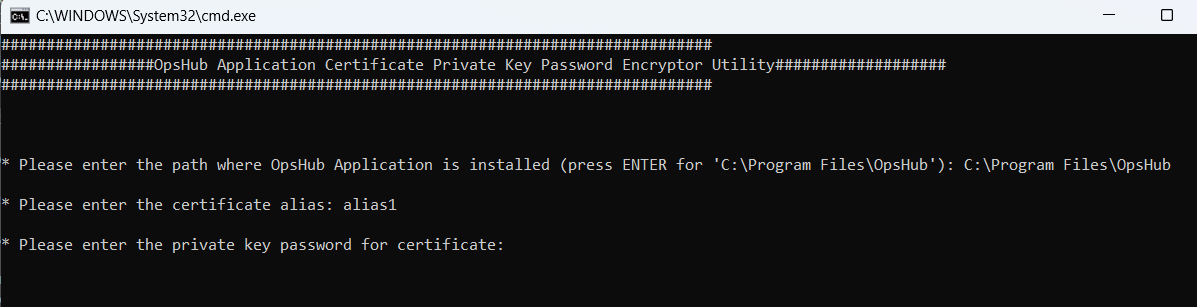 C:\WINDOWS\System32\cmd.exe
###############################################################################
#################OpsHub Application Certificate Private Key Password Encryptor Utility###################
###############################################################################
* Please enter the path where OpsHub Application is installed (press ENTER for 'C:\Program Files\OpsHub'): C:\Program Files\OpsHub
* Please enter the certificate alias: alias1
* Please enter the private key password for certificate: